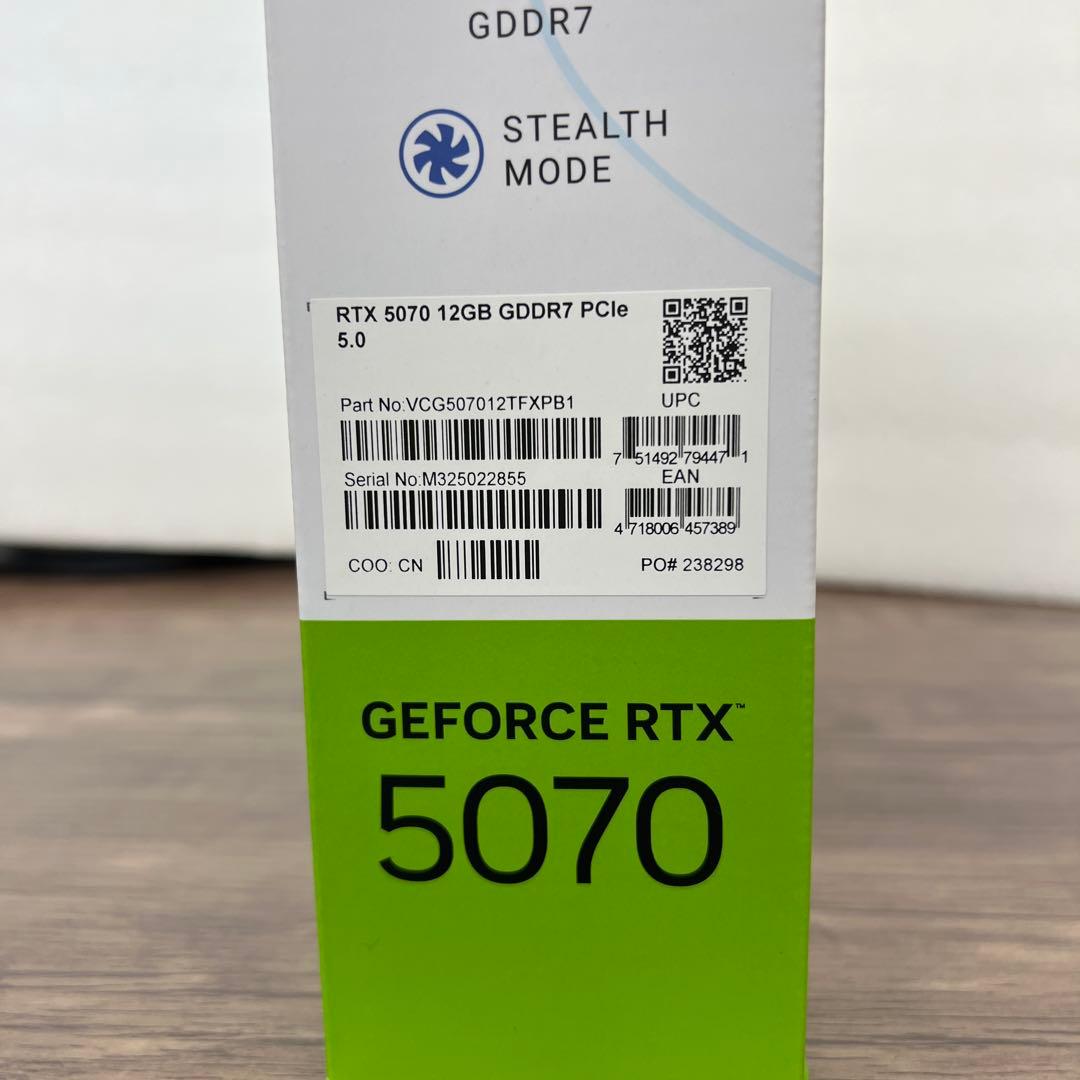 GDDR7
STEALTH
MODE
RTX 5070 12GB GDDR7 PCIe
5.0
Part No:VCG507012TFXPB1
UPC
7 51492 79447 1
Serial No:M325022855
EAN
4 718006 457389
COO: CN
PO# 238298
GEFORCE RTX™
5070